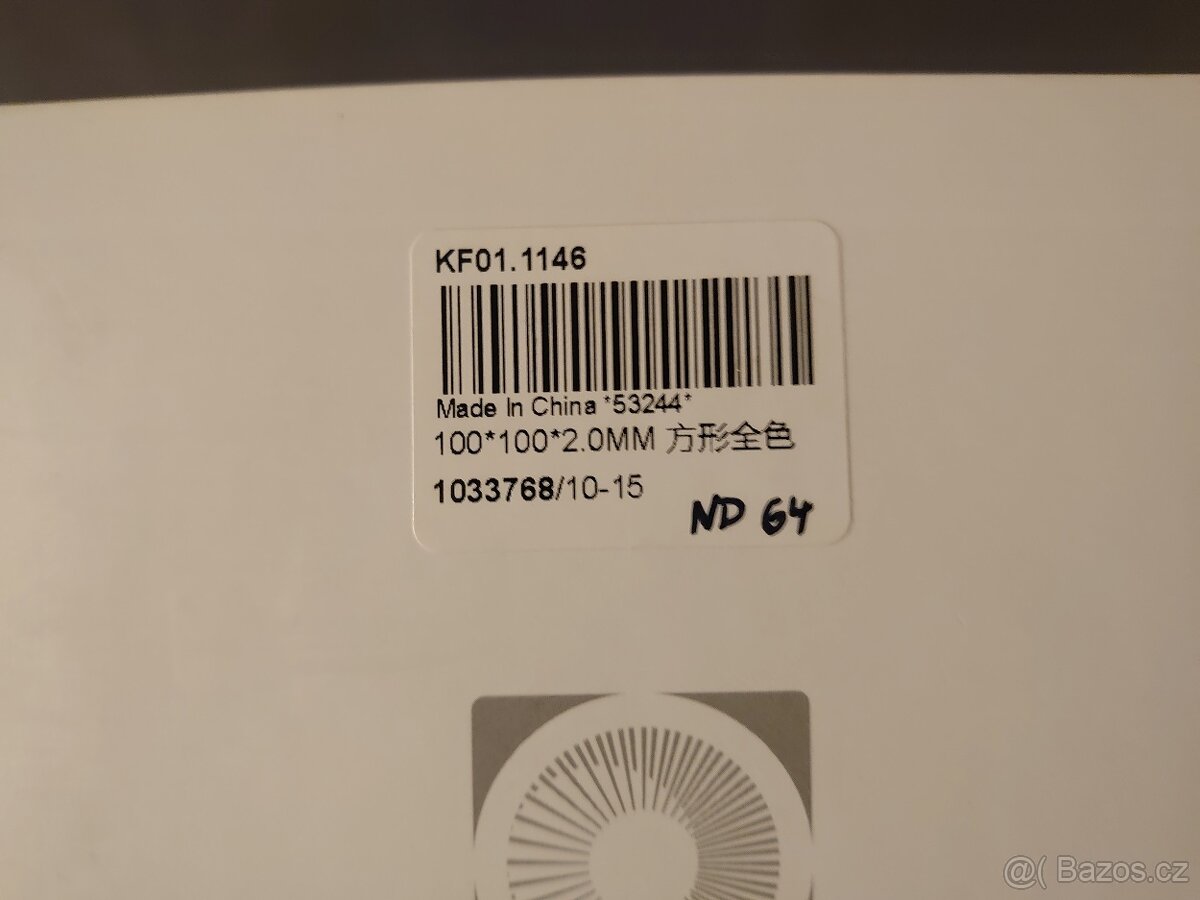 KF01.1146
Made In China *53244*
100*100*2.0MM 方形全色
1033768/10-15
ND 64
@( Bazos.cz